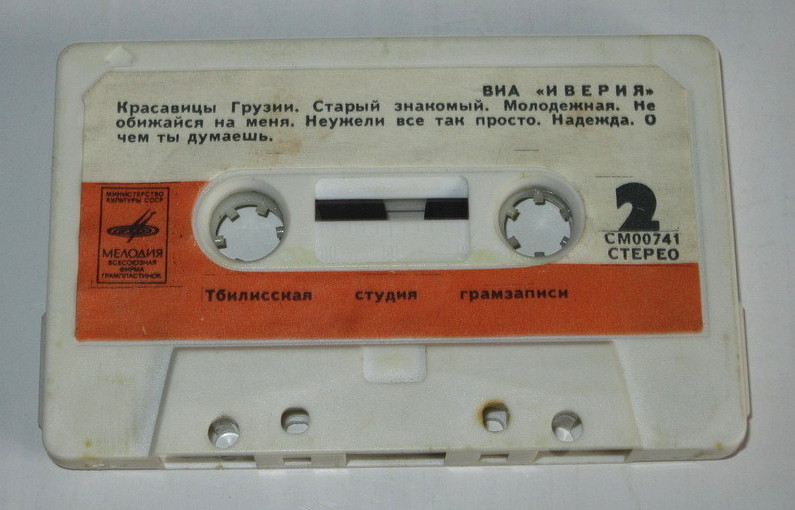 ВИА «ИВЕРИЯ»
Красавицы Грузии. Старый знакомый. Молодежная. Не
обижайся на меня. Неужели все так просто. Надежда. О
чем ты думаешь.
МИНИСТЕРСТВО
КУЛЬТУРЫ СССР
МЕЛОДИЯ
ВСЕСОЮЗНАЯ
ФИРМА
ГРАМПЛАСТИНОК
2
СМ00741
СТЕРЕО
Тбилисская студия грамзаписи